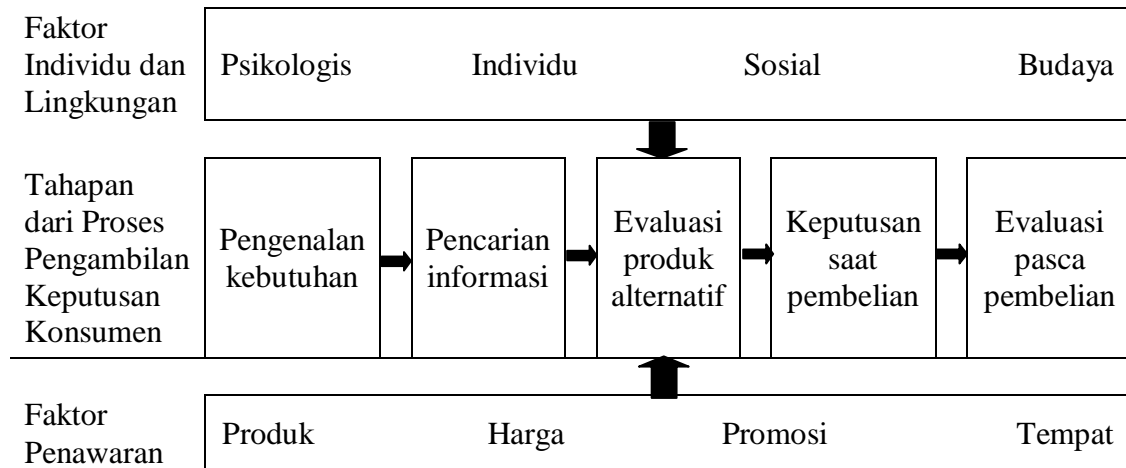 Faktor
Individu dan
Lingkungan
Psikologis Individu Sosial Budaya
Tahapan
dari Proses
Pengambilan
Keputusan
Konsumen
Pengenalan
kebutuhan
Pencarian
informasi
Evaluasi
produk
alternatif
Keputusan
saat
pembelian
Evaluasi
pasca
pembelian
Faktor
Penawaran
Produk Harga Promosi Tempat